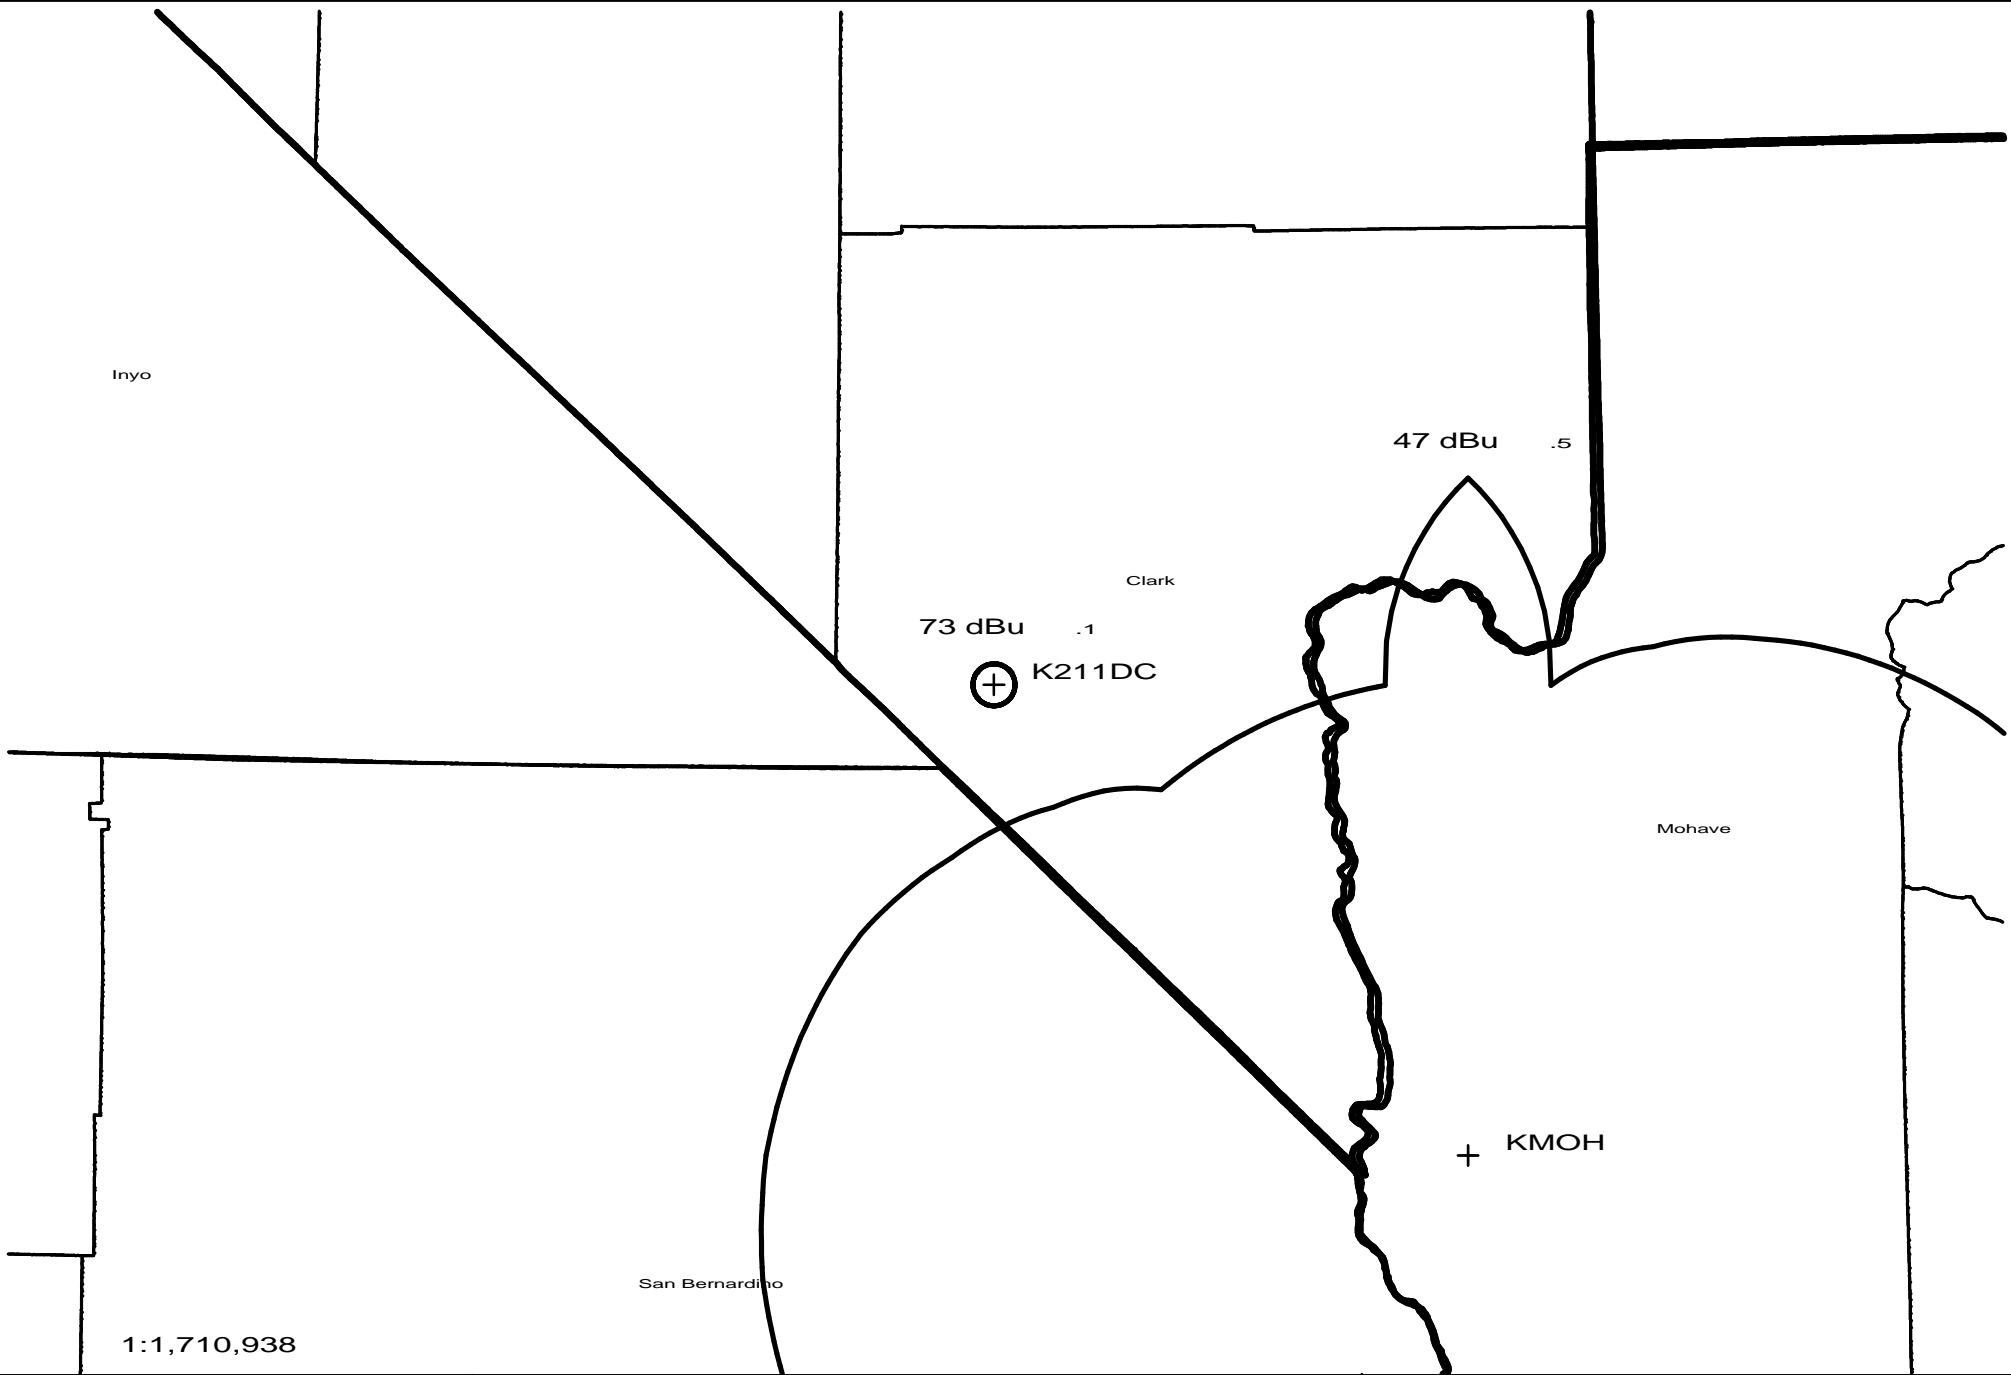 Inyo
47 dBu .5
Clark
73 dBu .1
K211DC
Mohave
KMOH
San Bernardino
1:1,710,938